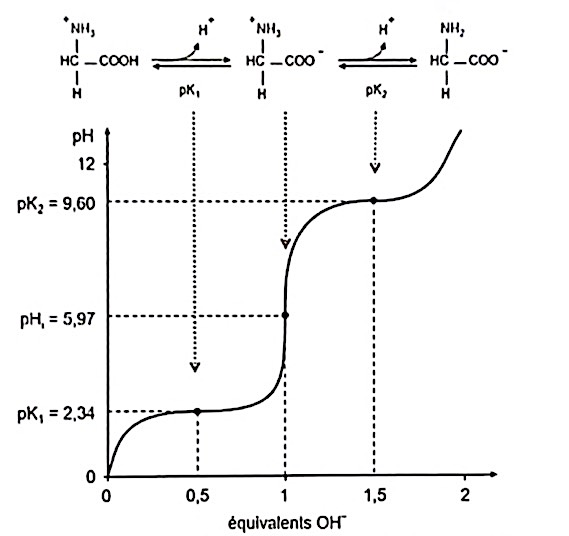 ⁺NH₃ H⁺ ⁺NH₃ H⁺ NH₂
HC – COOH HC – COO⁻ HC – COO⁻
H pK₁ H pK₂ H
pH
12
pK₂ = 9,60
pHᵢ = 5,97
pK₁ = 2,34
0
0 0,5 1 1,5 2
équivalents OH⁻